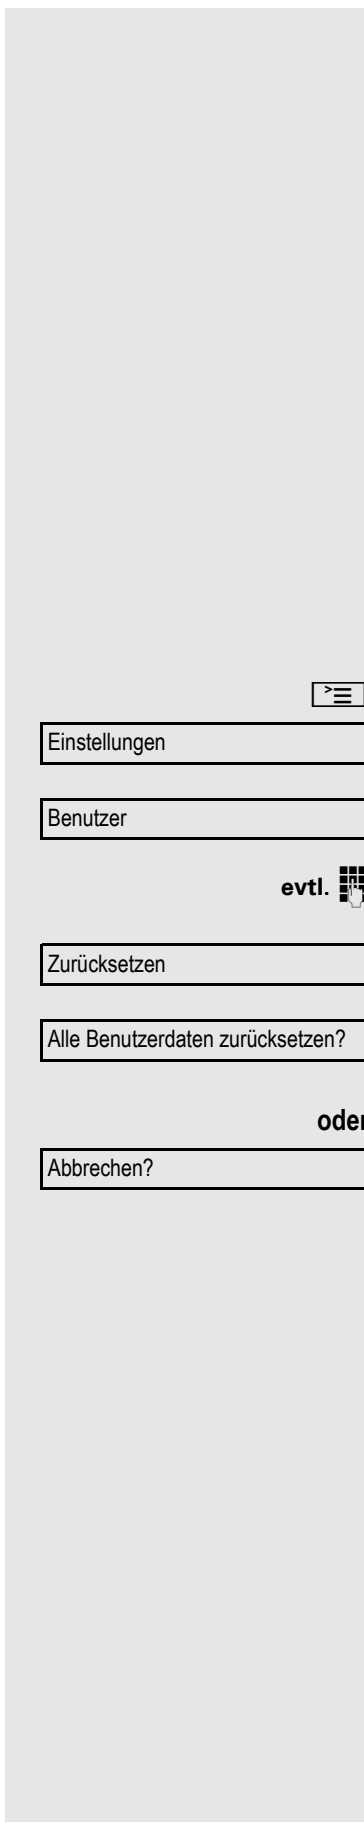 Einstellungen
Benutzer
evtl.
Zurücksetzen
Alle Benutzerdaten zurücksetzen?
oder
Abbrechen?